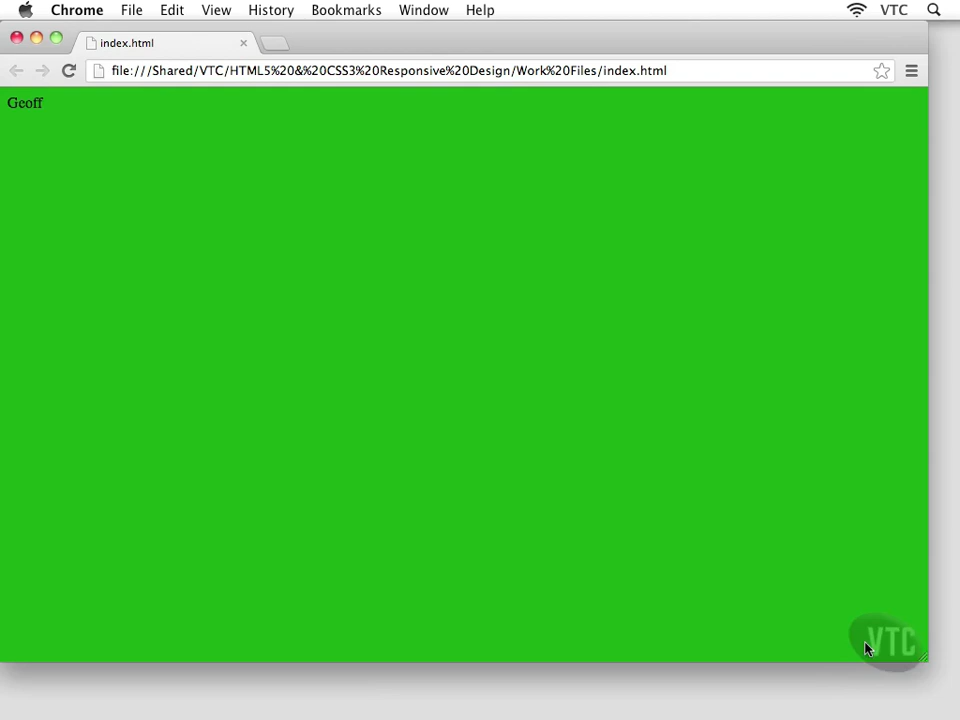 Chrome File Edit View History Bookmarks Window Help VTC
index.html
file:///Shared/VTC/HTML5%20&%20CSS3%20Responsive%20Design/Work%20Files/index.html
Geoff
VTC